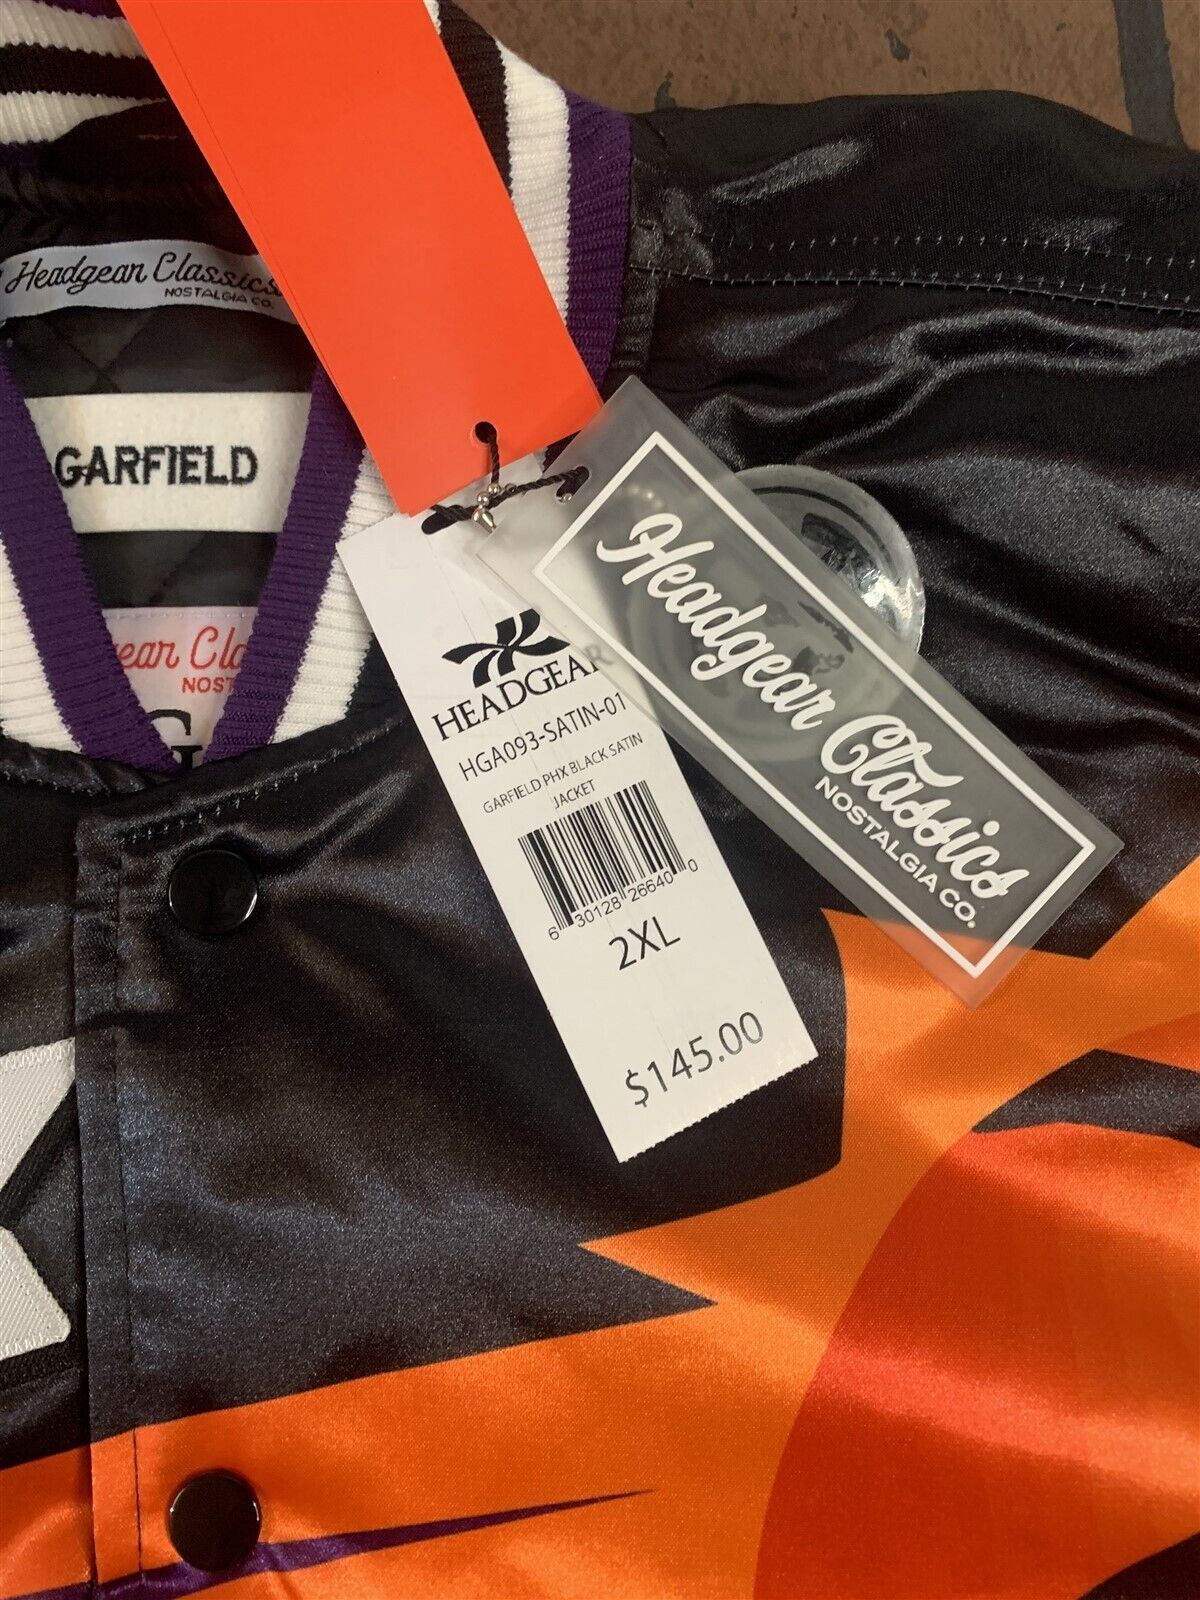 Headgear Classics
NOSTALGIA CO.
GARFIELD
ear Cla
NOST
G
HEADGEAR
HGA093-SATIN-01
GARFIELD PHX BLACK SATIN
JACKET
6 30128 26640 0
2XL
$145.00
Headgear Classics
NOSTALGIA CO.